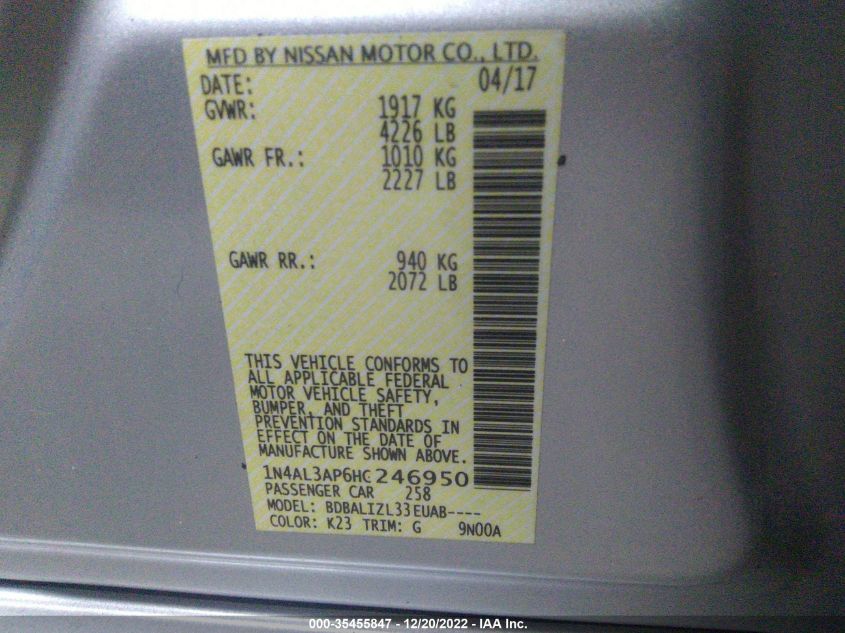 MFD BY NISSAN MOTOR CO., LTD.
DATE: 04/17
GVWR: 1917 KG
4226 LB
GAWR FR.: 1010 KG
2227 LB
GAWR RR.: 940 KG
2072 LB
THIS VEHICLE CONFORMS TO
ALL APPLICABLE FEDERAL
MOTOR VEHICLE SAFETY,
BUMPER, AND THEFT
PREVENTION STANDARDS IN
EFFECT ON THE DATE OF
MANUFACTURE SHOWN ABOVE.
1N4AL3AP6HC246950
PASSENGER CAR 258
MODEL: BDBALIZL33EUAB----
COLOR: K23 TRIM: G 9N00A
000-35455847 - 12/20/2022 - IAA Inc.